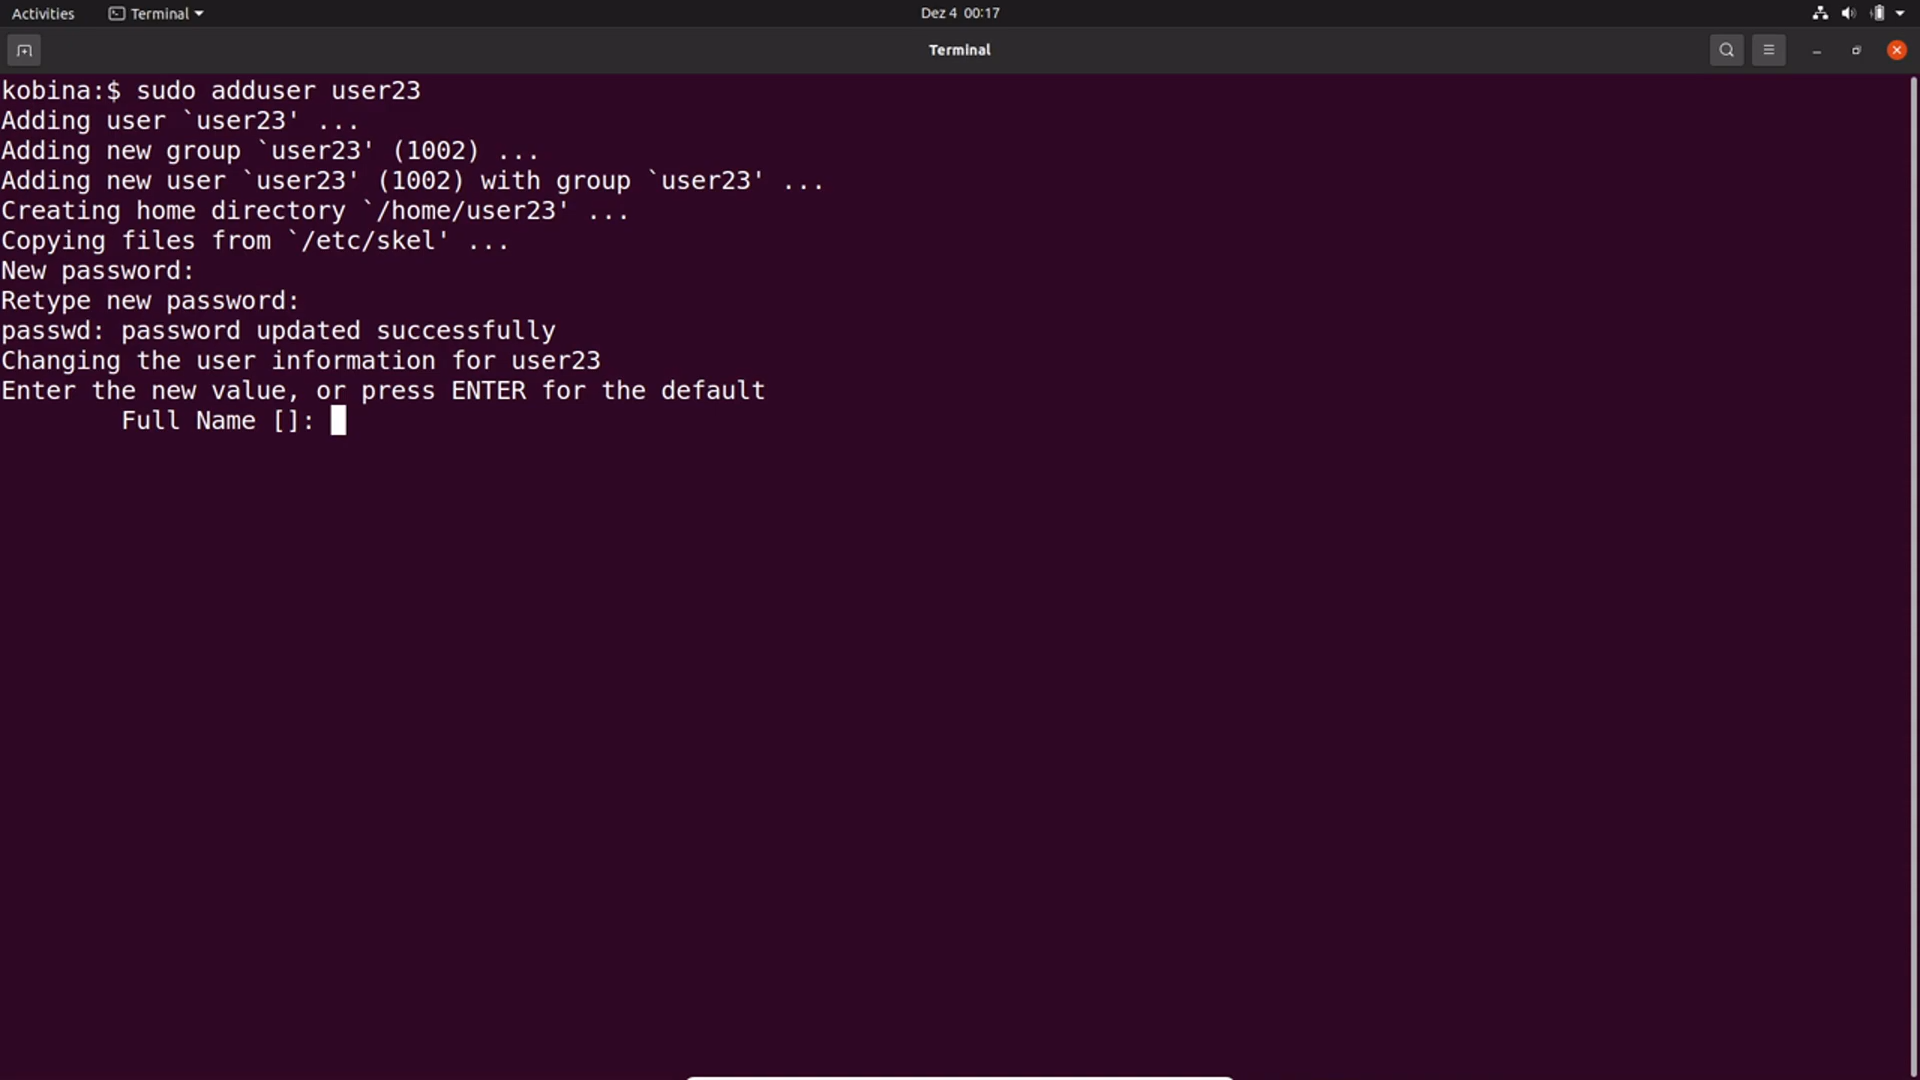 Activities Terminal Dez 4 00:17
Terminal
kobina:$ sudo adduser user23
Adding user `user23' ...
Adding new group `user23' (1002) ...
Adding new user `user23' (1002) with group `user23' ...
Creating home directory `/home/user23' ...
Copying files from `/etc/skel' ...
New password:
Retype new password:
passwd: password updated successfully
Changing the user information for user23
Enter the new value, or press ENTER for the default
Full Name []: